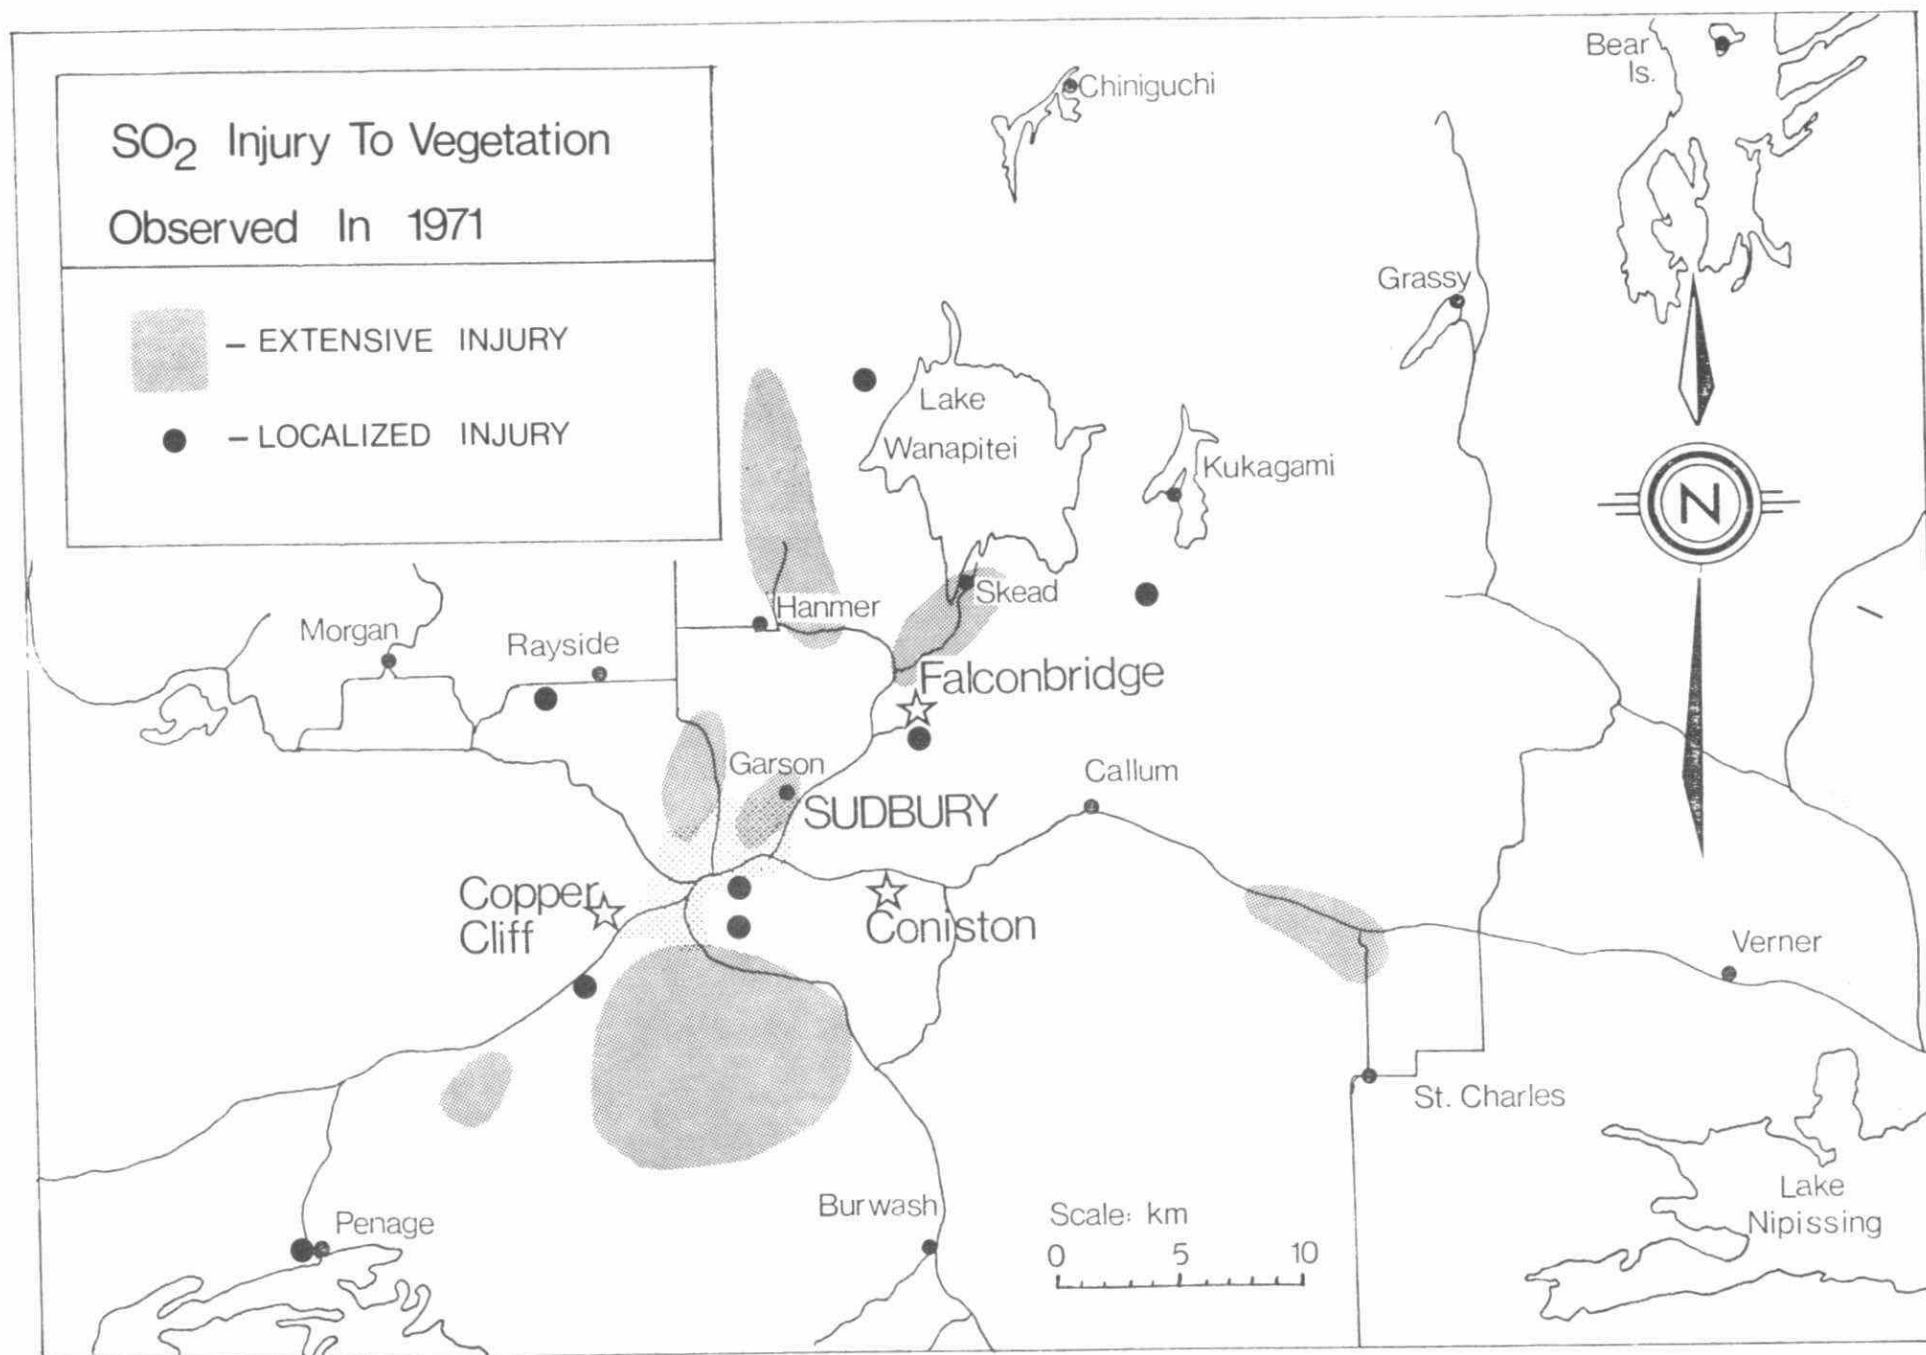 SO2 Injury To Vegetation
Observed In 1971
– EXTENSIVE INJURY
– LOCALIZED INJURY
Bear
Is.
Chiniguchi
Grassy
Lake
Wanapitei
Kukagami
N
Skead
Hanmer
Morgan
Rayside
Falconbridge
Garson
SUDBURY
Callum
Copper
Cliff
Coniston
Verner
St. Charles
Penage
Burwash
Scale: km
0 5 10
Lake
Nipissing